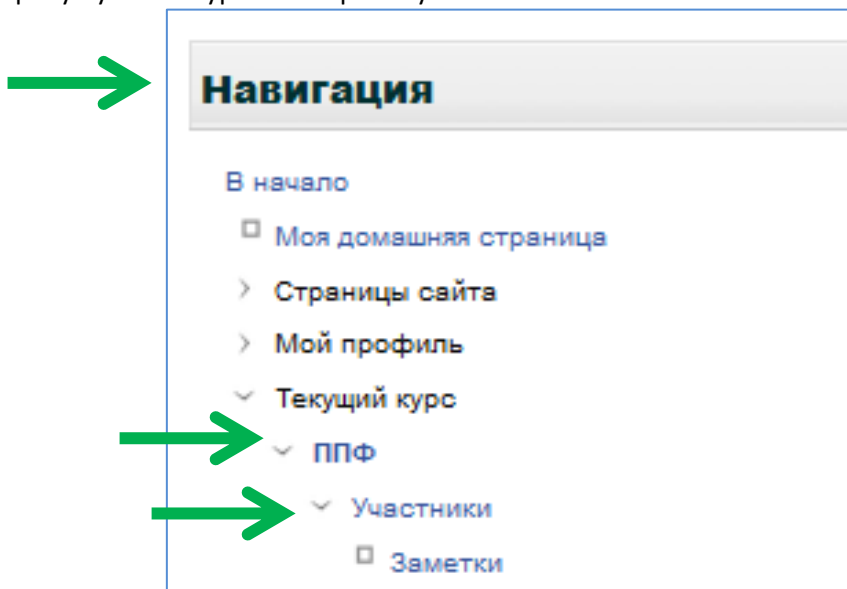 Навигация
В начало
Моя домашняя страница
Страницы сайта
Мой профиль
Текущий курс
ППФ
Участники
Заметки